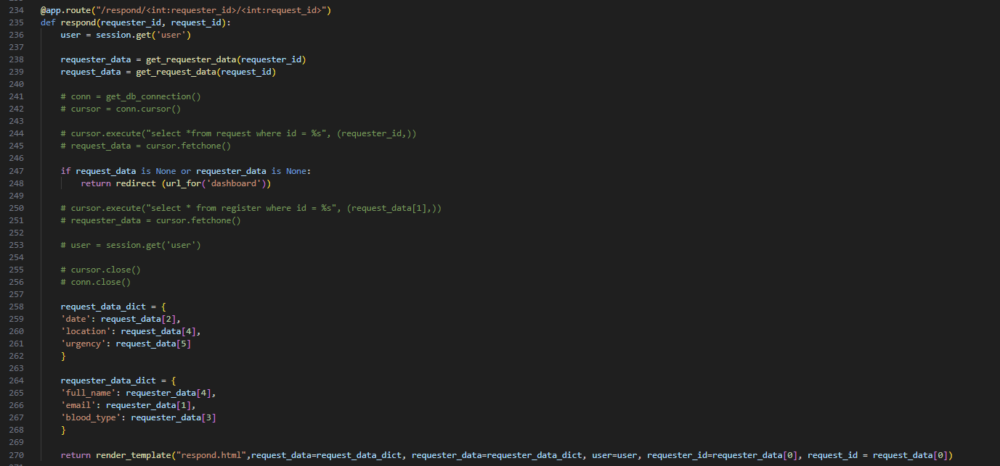 234 @app.route("/respond/<int:requester_id>/<int:request_id>")
235 def respond(requester_id, request_id):
236     user = session.get('user')
237
238     requester_data = get_requester_data(requester_id)
239     request_data = get_request_data(request_id)
240
241     # conn = get_db_connection()
242     # cursor = conn.cursor()
243
244     # cursor.execute("select *from request where id = %s", (requester_id,))
245     # request_data = cursor.fetchone()
246
247     if request_data is None or requester_data is None:
248         return redirect (url_for('dashboard'))
249
250     # cursor.execute("select * from register where id = %s", (request_data[1],))
251     # requester_data = cursor.fetchone()
252
253     # user = session.get('user')
254
255     # cursor.close()
256     # conn.close()
257
258     request_data_dict = {
259     'date': request_data[2],
260     'location': request_data[4],
261     'urgency': request_data[5]
262     }
263
264     requester_data_dict = {
265     'full_name': requester_data[4],
266     'email': requester_data[1],
267     'blood_type': requester_data[3]
268     }
269
270     return render_template("respond.html",request_data=request_data_dict, requester_data=requester_data_dict, user=user, requester_id=requester_data[0], request_id = request_data[0])